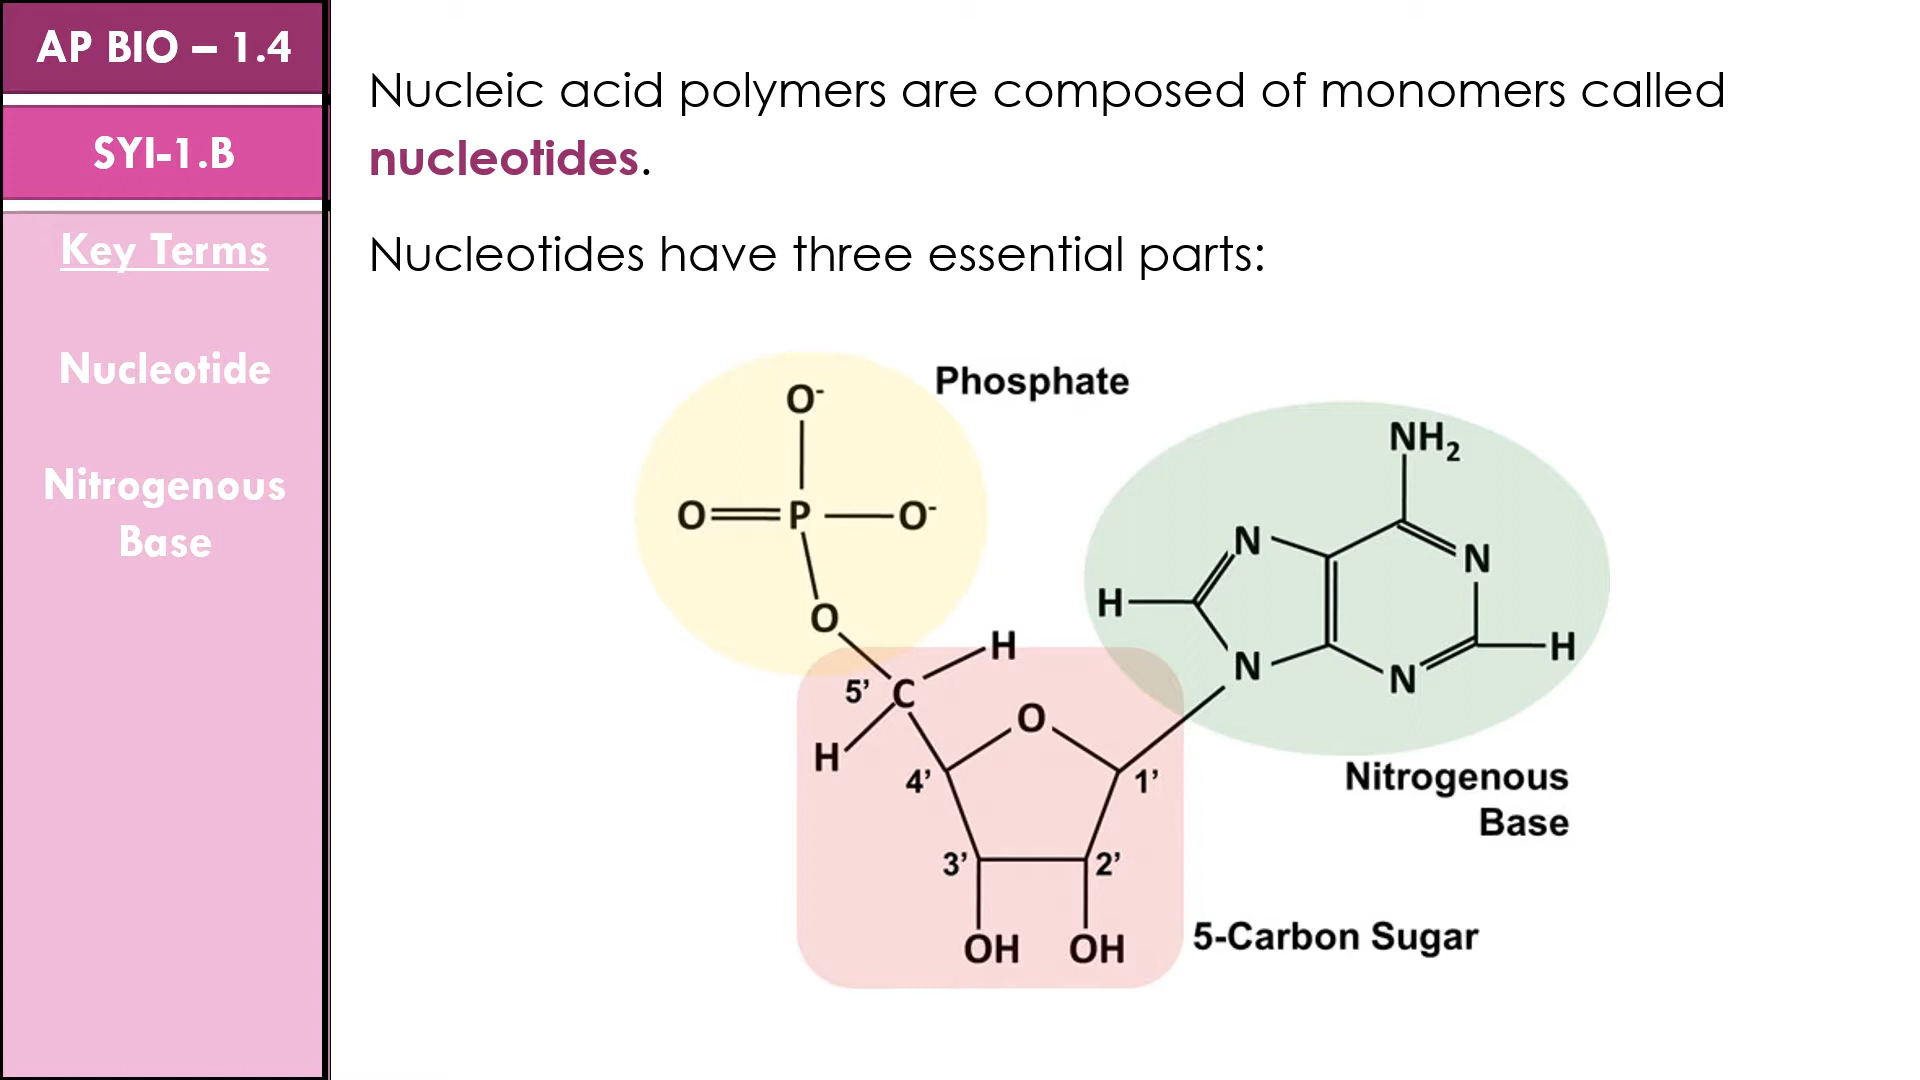 AP BIO – 1.4
SYI-1.B
Key Terms
Nucleotide
Nitrogenous
Base
Nucleic acid polymers are composed of monomers called
nucleotides.
Nucleotides have three essential parts:
Phosphate
O-
O P O-
O
5’ C H
H
O
4’ 1’
3’ 2’
OH OH
5-Carbon Sugar
NH2
N N
H
N N H
Nitrogenous
Base